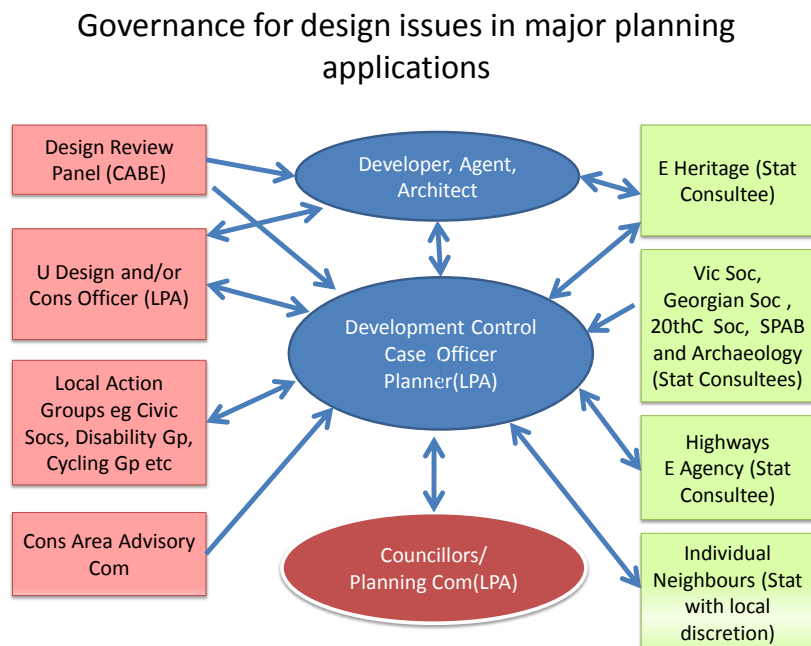 Governance for design issues in major planning
applications
Design Review
Panel (CABE)
U Design and/or
Cons Officer (LPA)
Local Action
Groups eg Civic
Socs, Disability Gp,
Cycling Gp etc
Cons Area Advisory
Com
Developer, Agent,
Architect
Development Control
Case Officer
Planner(LPA)
Councillors/
Planning Com(LPA)
E Heritage (Stat
Consultee)
Vic Soc,
Georgian Soc ,
20thC Soc, SPAB
and Archaeology
(Stat Consultees)
Highways
E Agency (Stat
Consultee)
Individual
Neighbours (Stat
with local
discretion)